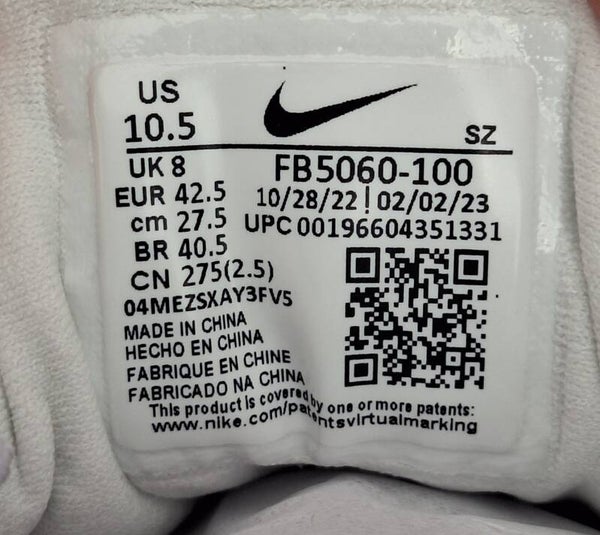 US
10.5
SZ
UK 8
FB5060-100
EUR 42.5
10/28/22 | 02/02/23
cm 27.5
UPC 00196604351331
BR 40.5
CN 275(2.5)
04MEZSXAY3FV5
MADE IN CHINA
HECHO EN CHINA
FABRIQUE EN CHINE
FABRICADO NA CHINA
This product is covered by one or more patents:
www.nike.com/patentsvirtualmarking